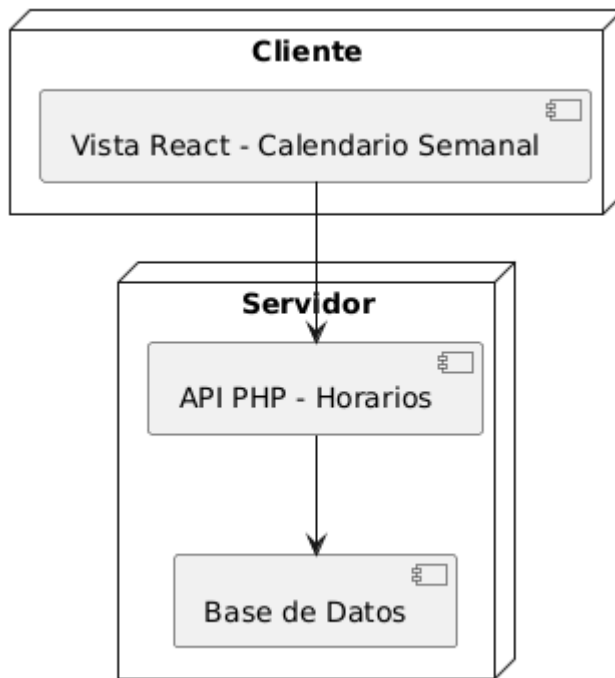 Cliente
Vista React - Calendario Semanal
Servidor
API PHP - Horarios
Base de Datos